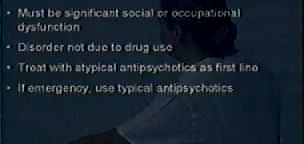 • Must be significant social or occupational
dysfunction
• Disorder not due to drug use
• Treat with atypical antipsychotics as first line
• If emergency, use typical antipsychotics